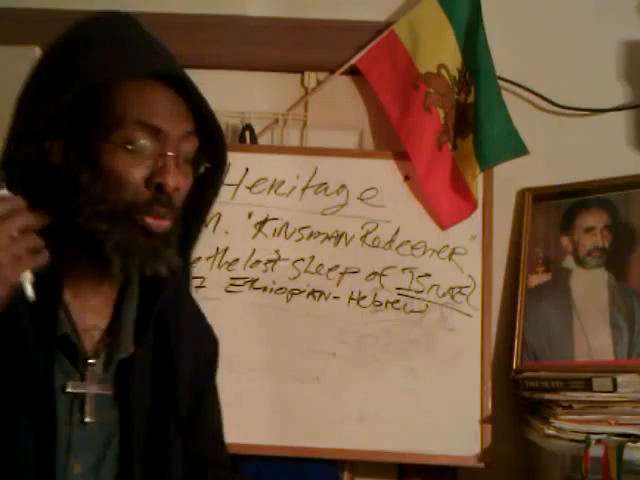 Heritage
"KINSMAN Redeemer"
the lost sheep of ISRAEL
ETHiopiAN-Hebrew